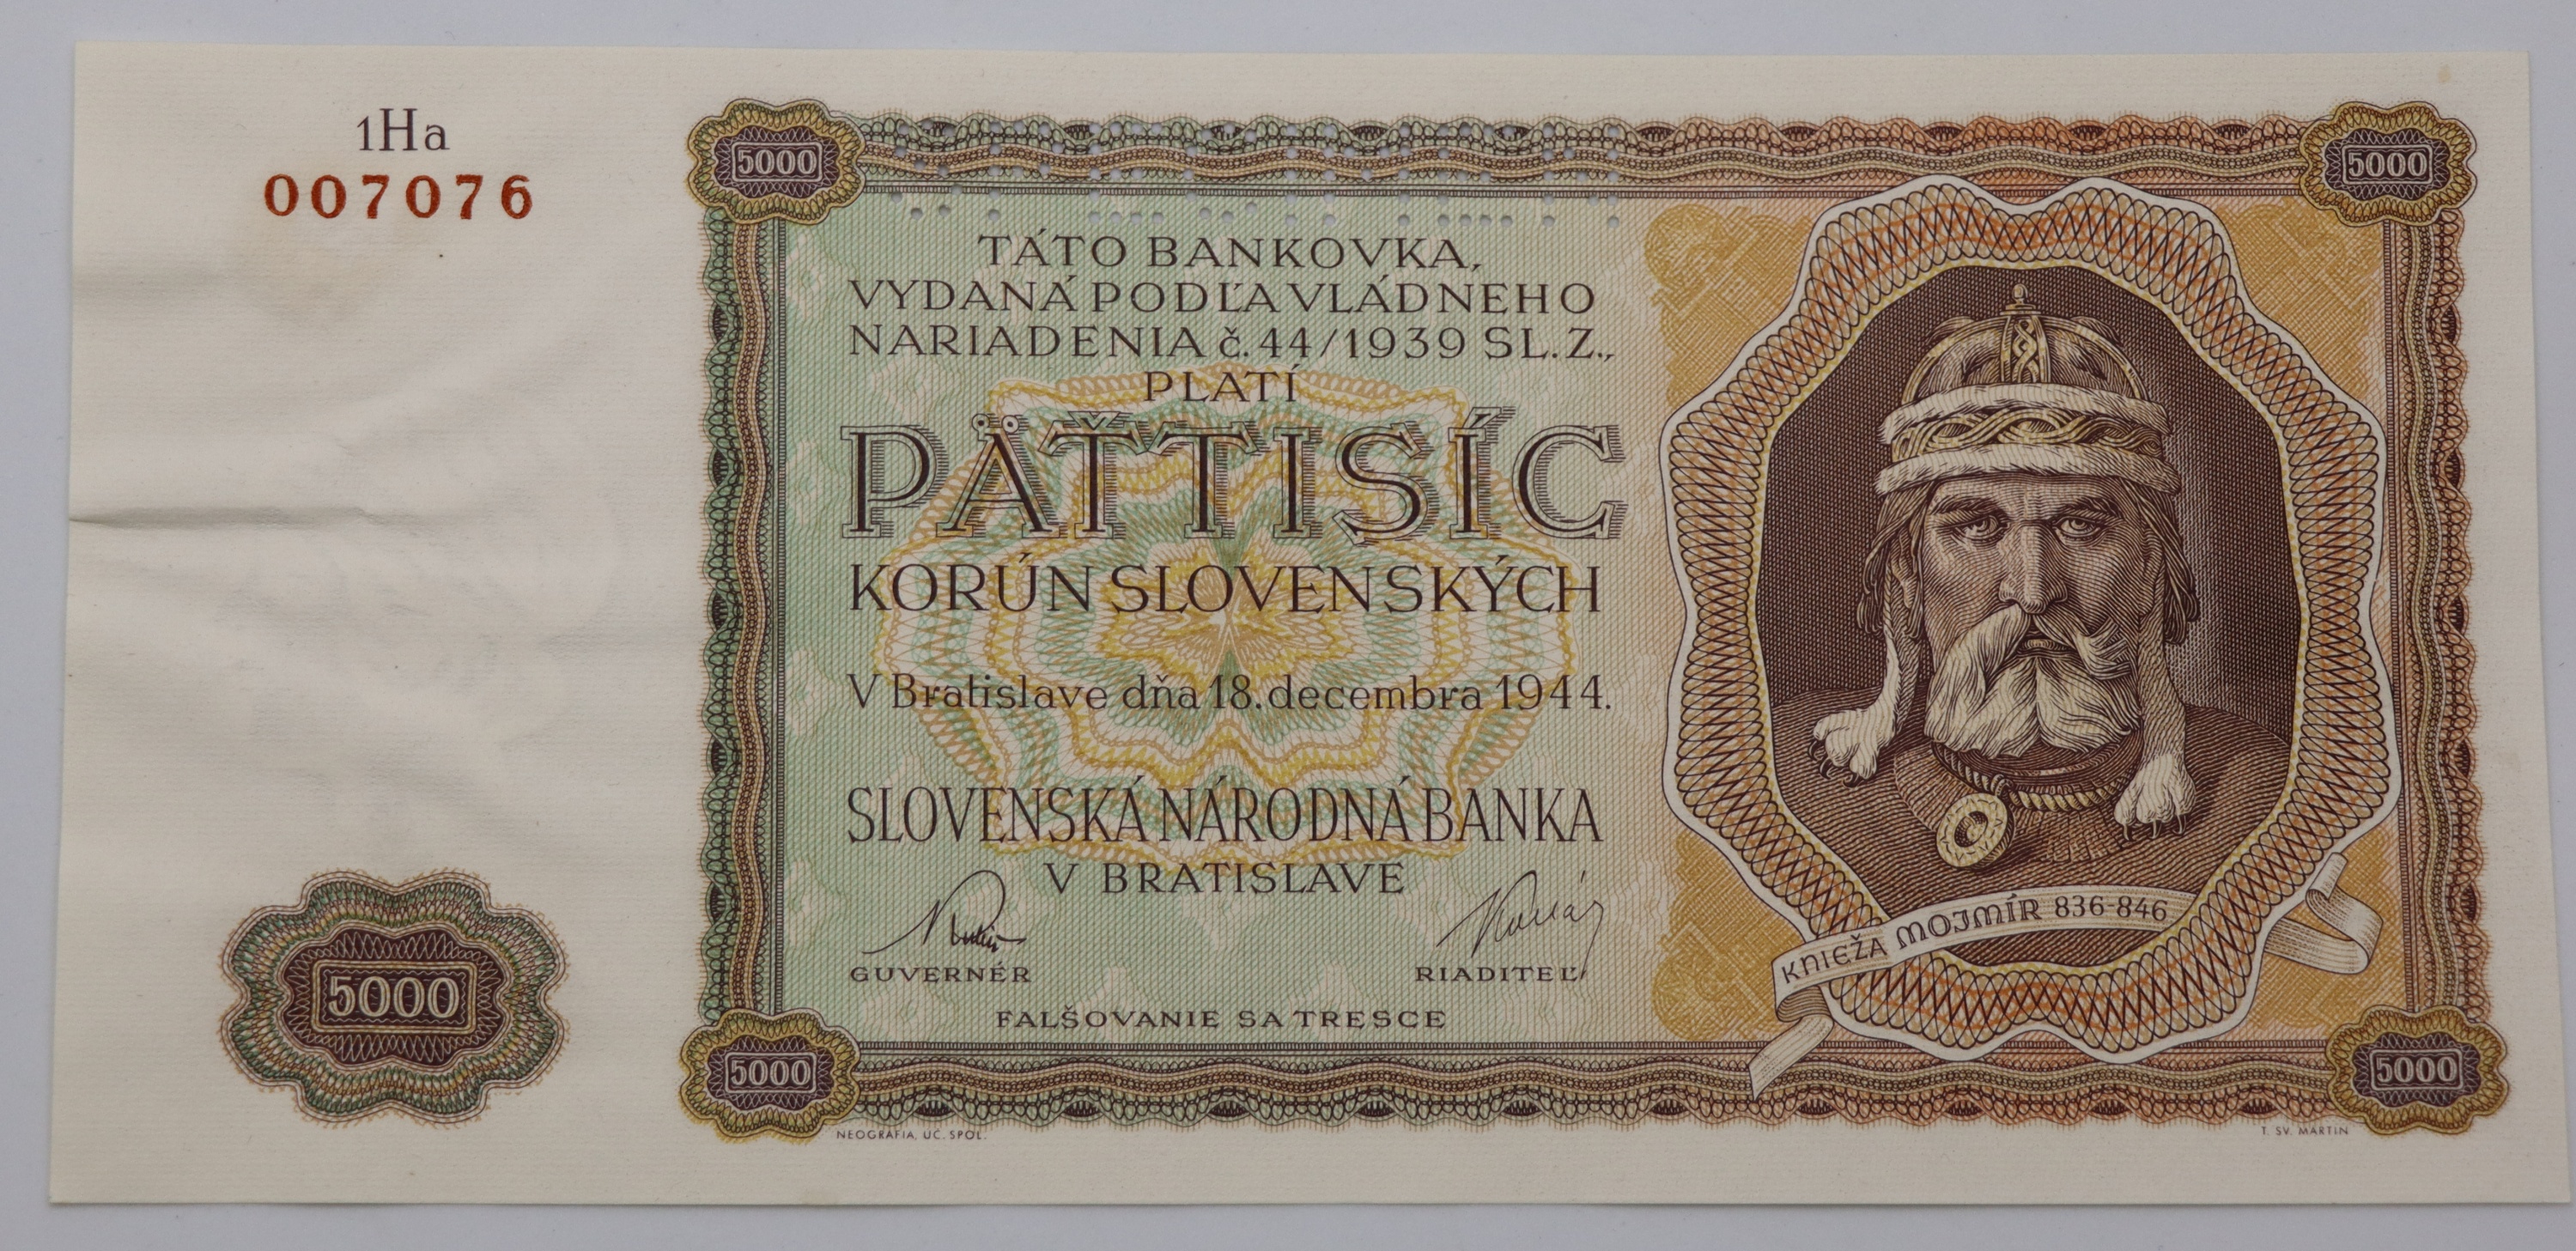 1Ha
007076
5000
5000
TÁTO BANKOVKA,
VYDANÁ PODĽA VLÁDNEHO
NARIADENIA č. 44/1939 SL. Z.,
PLATÍ
PÄŤTISÍC
KORÚN SLOVENSKÝCH
V Bratislave dňa 18. decembra 1944.
SLOVENSKÁ NÁRODNÁ BANKA
V BRATISLAVE
GUVERNÉR
RIADITEĽ
FALŠOVANIE SA TRESCE
KNIEŽA MOJMÍR 836-846
5000
5000
5000
NEOGRAFIA, UČ. SPOL.
T. SV. MARTIN